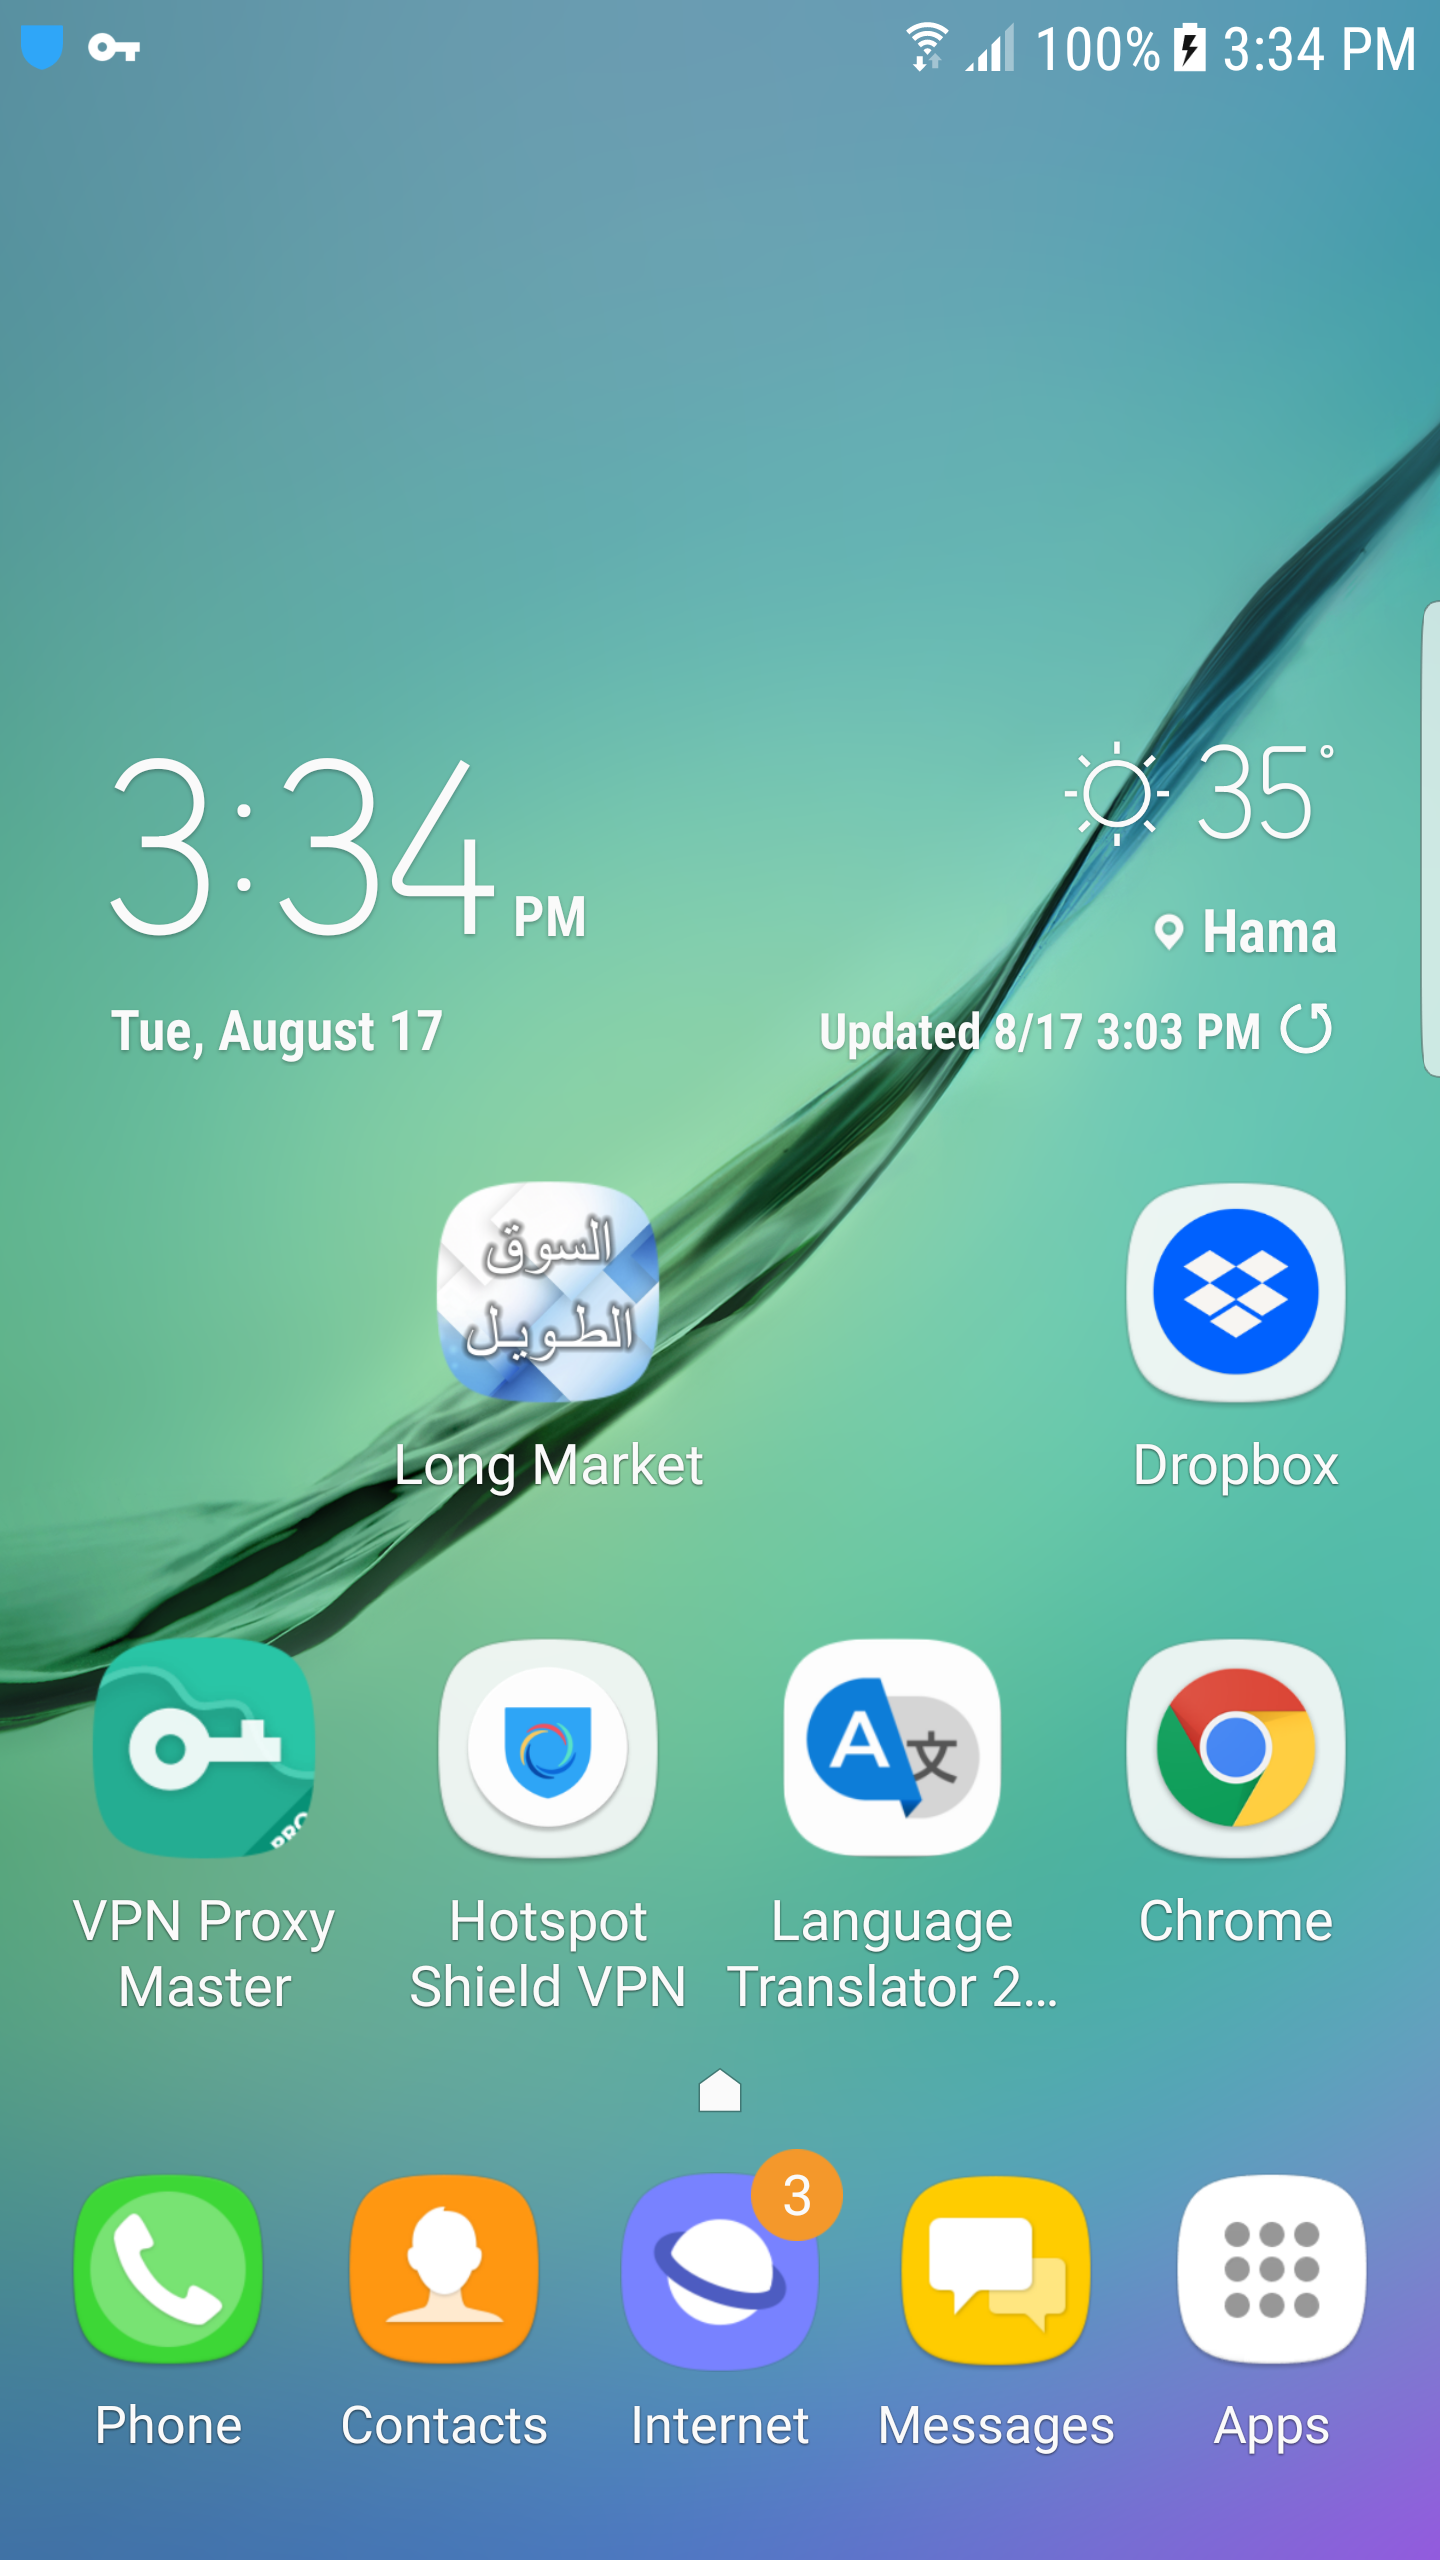 100% 3:34 PM
3:34 PM
35°
Hama
Tue, August 17
Updated 8/17 3:03 PM
السوق
الطويل
Long Market
Dropbox
PRO
A 文
VPN Proxy
Master
Hotspot
Shield VPN
Language
Translator 2...
Chrome
3
Phone
Contacts
Internet
Messages
Apps